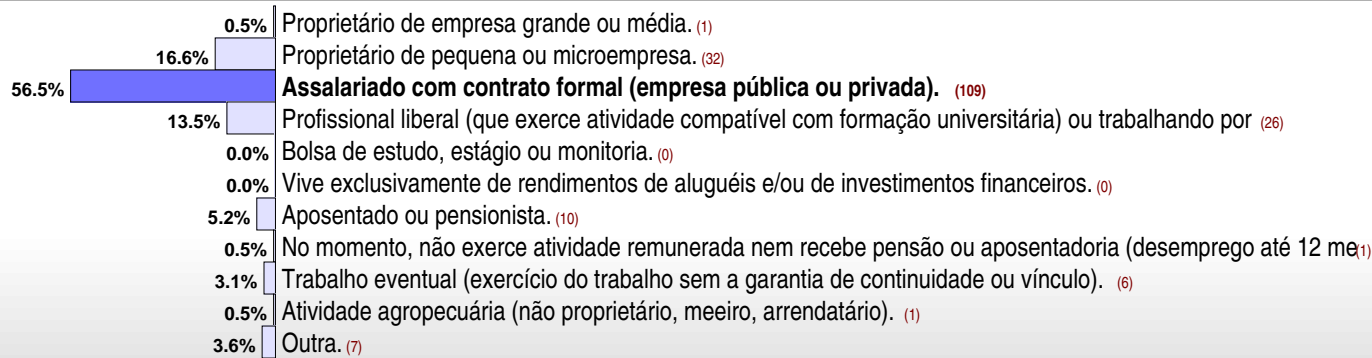 0.5% Proprietário de empresa grande ou média. (1)
16.6% Proprietário de pequena ou microempresa. (32)
56.5% Assalariado com contrato formal (empresa pública ou privada). (109)
13.5% Profissional liberal (que exerce atividade compatível com formação universitária) ou trabalhando por (26)
0.0% Bolsa de estudo, estágio ou monitoria. (0)
0.0% Vive exclusivamente de rendimentos de aluguéis e/ou de investimentos financeiros. (0)
5.2% Aposentado ou pensionista. (10)
0.5% No momento, não exerce atividade remunerada nem recebe pensão ou aposentadoria (desemprego até 12 me(1)
3.1% Trabalho eventual (exercício do trabalho sem a garantia de continuidade ou vínculo). (6)
0.5% Atividade agropecuária (não proprietário, meeiro, arrendatário). (1)
3.6% Outra. (7)